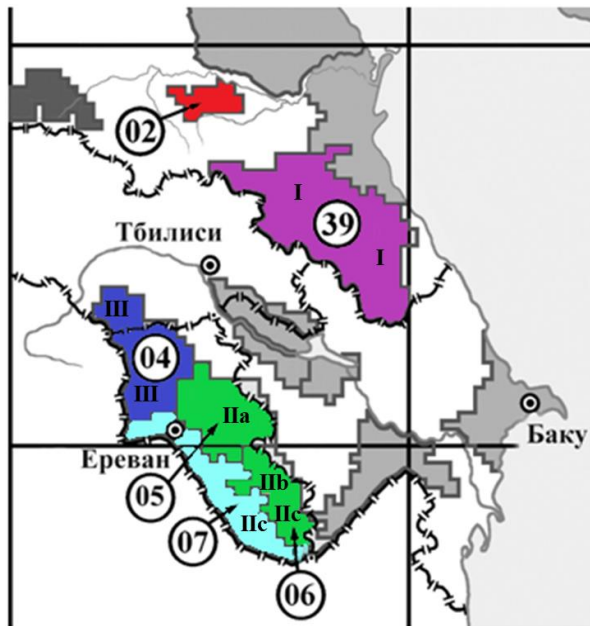 02
I
39
Тбилиси
I
III
04
III
IIa
Баку
Ереван
IIb
05
IIc
IIc
07
06